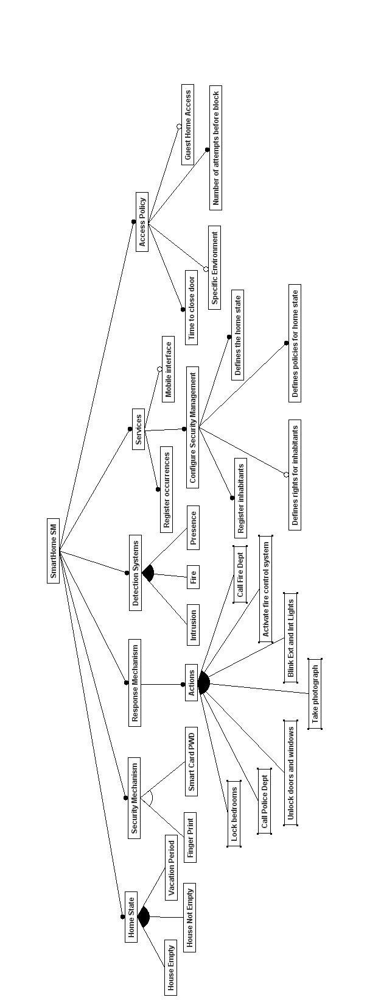 SmartHome SM
Home State
Security Mechanism
Response Mechanism
Detection Systems
Services
Access Policy
House Empty
House Not Empty
Vacation Period
Finger Print
Smart Card PWD
Actions
Lock bedrooms
Call Police Dept
Unlock doors and windows
Take photograph
Blink Ext and Int Lights
Activate fire control system
Call Fire Dept
Intrusion
Fire
Presence
Register occurrences
Configure Security Management
Mobile interface
Register inhabitants
Defines rights for inhabitants
Defines policies for home state
Defines the home state
Time to close door
Specific Environment
Number of attempts before block
Guest Home Access